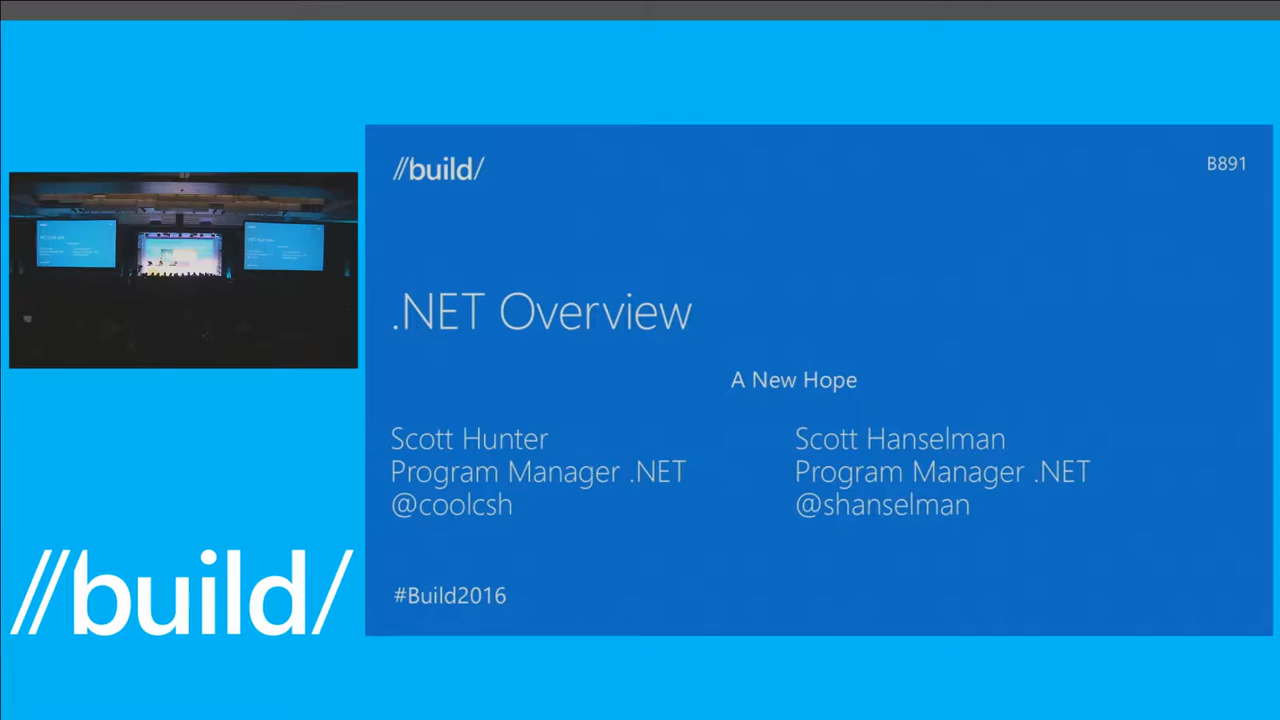 //build/
B891
.NET Overview
A New Hope
Scott Hunter
Program Manager .NET
@coolcsh
Scott Hanselman
Program Manager .NET
@shanselman
#Build2016
//build/